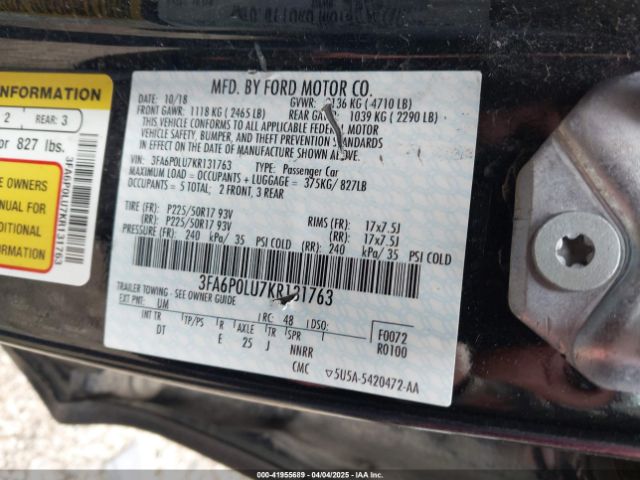 MFD. BY FORD MOTOR CO.
10/18 GVWR: 2136 KG ( 4710 LB)
FRONT GAWR: 1118 KG ( 2465 LB) REAR GAWR: 1039 KG ( 2290 LB)
THIS VEHICLE CONFORMS TO ALL APPLICABLE FEDERAL MOTOR
VEHICLE SAFETY, BUMPER, AND THEFT PREVENTION STANDARDS
IN EFFECT ON THE DATE OF MANUFACTURE SHOWN ABOVE.
VIN: 3FA6P0LU7KR131763 TYPE: Passenger Car
MAXIMUM LOAD = OCCUPANTS + LUGGAGE = 375KG/827LB
OCCUPANTS = 5 TOTAL; 2 FRONT, 3 REAR
TIRE (FR): P225/50R17 93V RIMS (FR): 17x7.5J
(RR): P225/50R17 93V (RR): 17x7.5J
PRESSURE (FR): 240 kPa/ 35 PSI COLD (RR): 240 kPa/ 35 PSI COLD
3FA6P0LU7KR131763
TRAILER TOWING - SEE OWNER GUIDE
EXT PNT: UM RC: 48 DSO: F0072
INT TR TP/PS R AXLE TR SPR R0100
DT E 25 J NNRR
CMC ▽5U5A-5420472-AA
INFORMATION
2 REAR: 3
or 827 lbs.
E OWNERS
MANUAL FOR
ADDITIONAL
FORMATION
3FA6P0LU7KR131763
000-41955689 - 04/04/2025 - IAAI.com